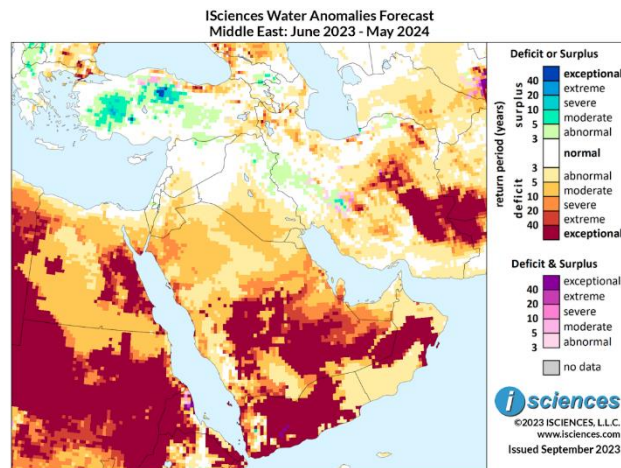 ISciences Water Anomalies Forecast
Middle East: June 2023 - May 2024
Deficit or Surplus
return period (years)
surplus
deficit
40 exceptional
20 extreme
10 severe
5 moderate
3 abnormal
normal
3 abnormal
5 moderate
10 severe
20 extreme
40 exceptional
Deficit & Surplus
40 exceptional
20 extreme
10 severe
5 moderate
3 abnormal
no data
i sciences
©2023 ISCIENCES, L.L.C.
www.isciences.com
Issued September 2023